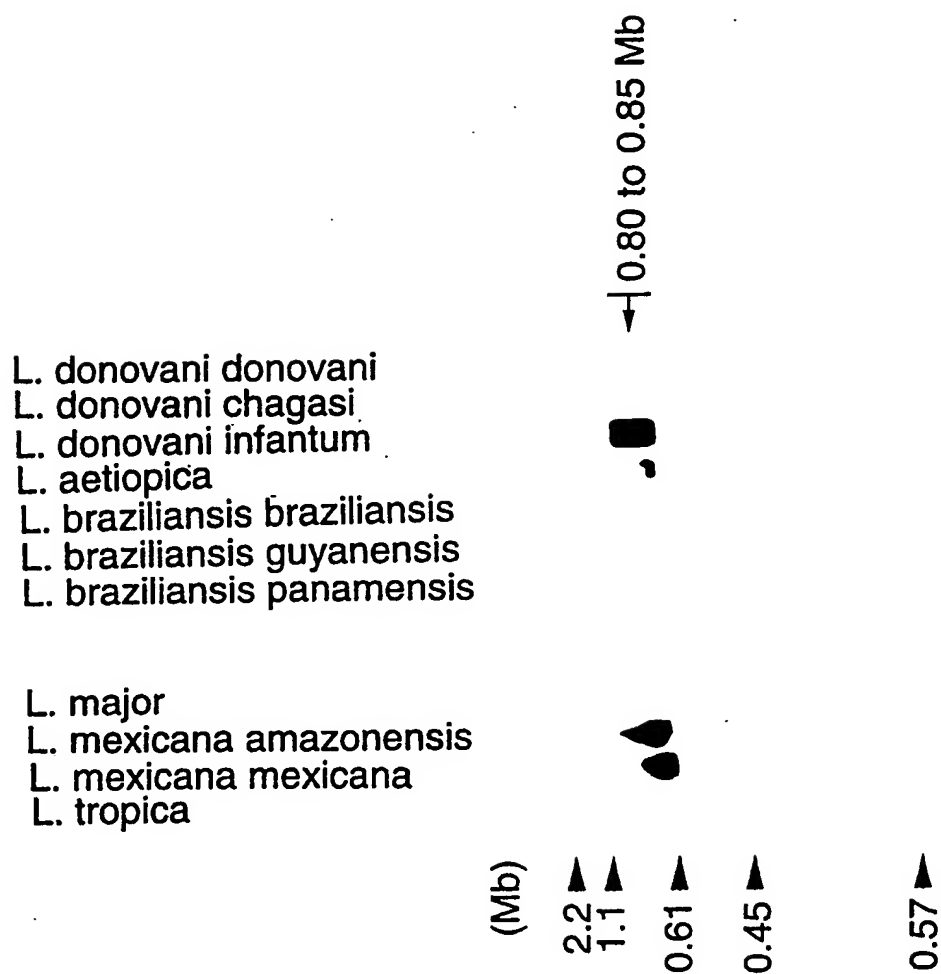 0.80 to 0.85 Mb
L. donovani donovani
L. donovani chagasi
L. donovani infantum
L. aetiopica
L. braziliansis braziliansis
L. braziliansis guyanensis
L. braziliansis panamensis
L. major
L. mexicana amazonensis
L. mexicana mexicana
L. tropica
(Mb)
2.2
1.1
0.61
0.45
0.57